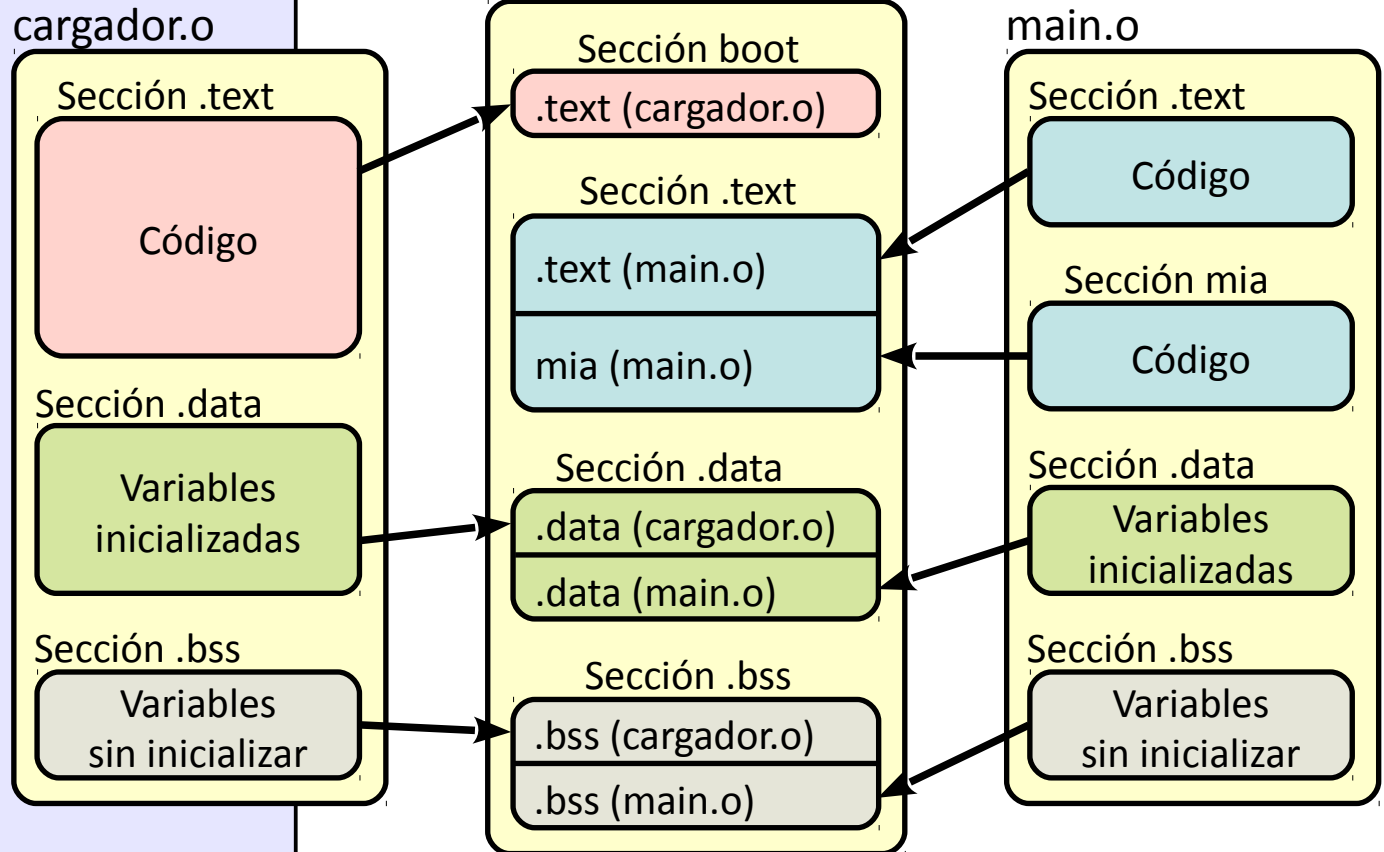 cargador.o
Sección .text
Código
Sección .data
Variables
inicializadas
Sección .bss
Variables
sin inicializar
Sección boot
.text (cargador.o)
Sección .text
.text (main.o)
mia (main.o)
Sección .data
.data (cargador.o)
.data (main.o)
Sección .bss
.bss (cargador.o)
.bss (main.o)
main.o
Sección .text
Código
Sección mia
Código
Sección .data
Variables
inicializadas
Sección .bss
Variables
sin inicializar